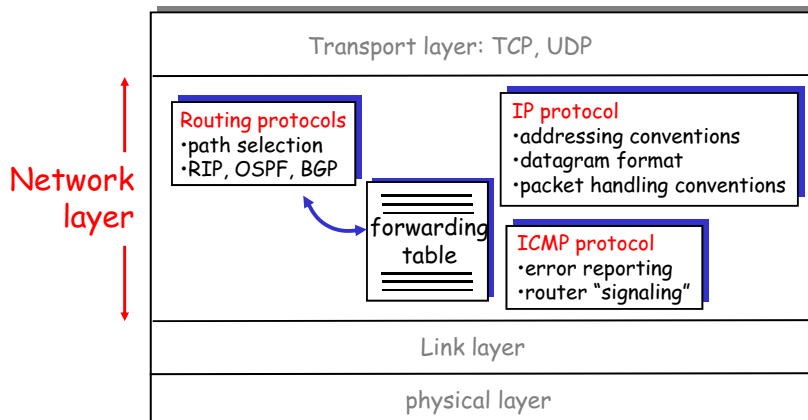 Transport layer: TCP, UDP
Network
layer
Routing protocols
•path selection
•RIP, OSPF, BGP
forwarding
table
IP protocol
•addressing conventions
•datagram format
•packet handling conventions
ICMP protocol
•error reporting
•router “signaling”
Link layer
physical layer